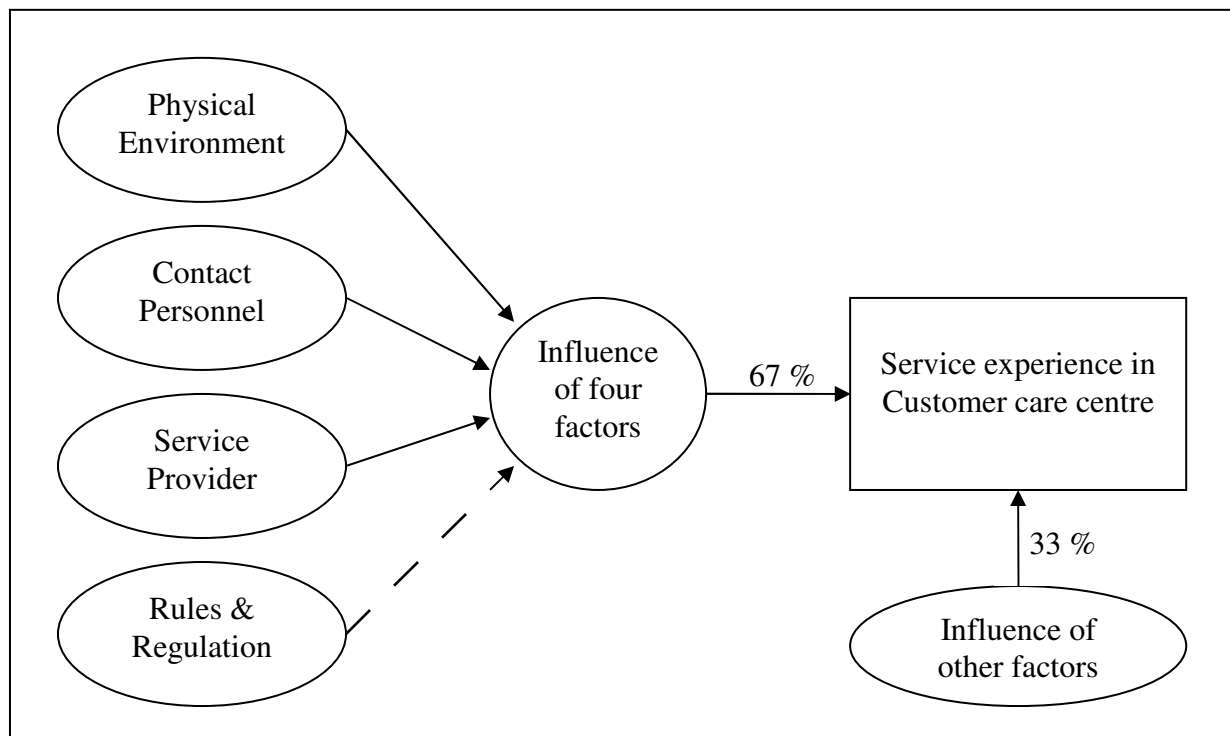 Physical
Environment
Contact
Personnel
Service
Provider
Rules &
Regulation
Influence
of four
factors
67 %
Service experience in
Customer care centre
33 %
Influence of
other factors